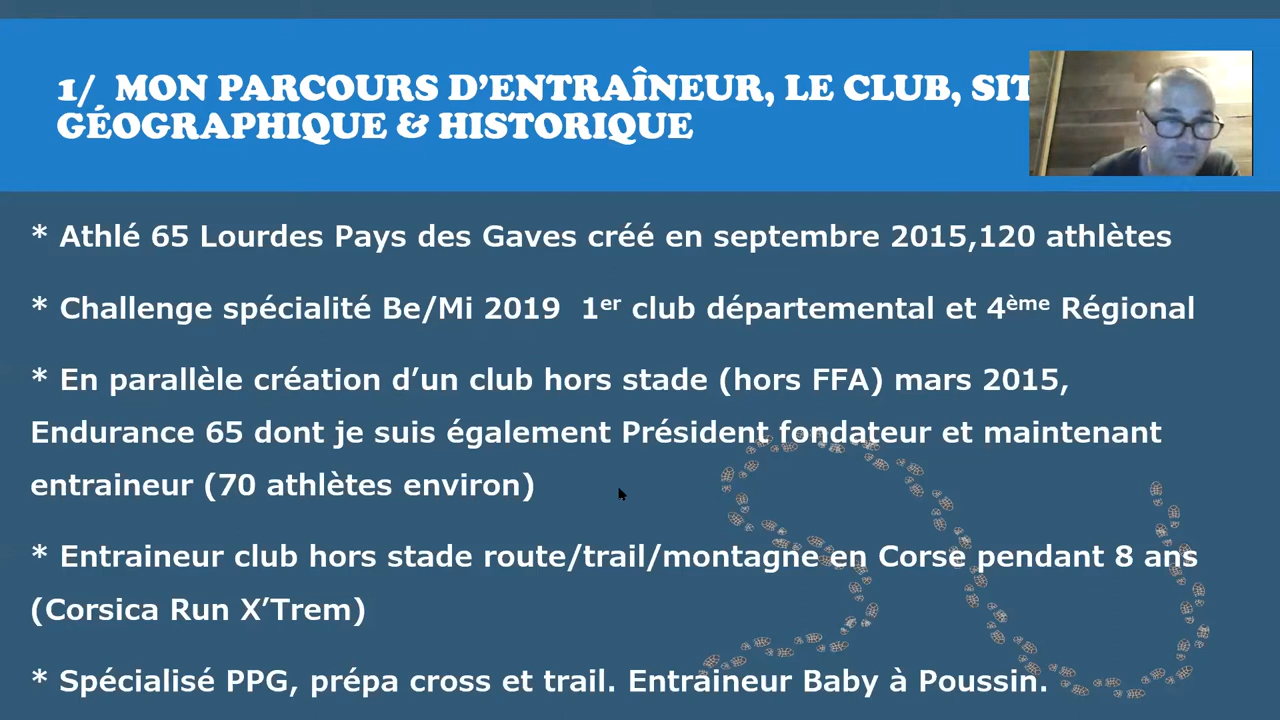 1/ MON PARCOURS D’ENTRAÎNEUR, LE CLUB,
GÉOGRAPHIQUE & HISTORIQUE
* Athlé 65 Lourdes Pays des Gaves créé en septembre 2015,120 athlètes
* Challenge spécialité Be/Mi 2019 1er club départemental et 4ème Régional
* En parallèle création d’un club hors stade (hors FFA) mars 2015,
Endurance 65 dont je suis également Président fondateur et maintenant
entraineur (70 athlètes environ)
* Entraineur club hors stade route/trail/montagne en Corse pendant 8 ans
(Corsica Run X’Trem)
* Spécialisé PPG, prépa cross et trail. Entraineur Baby à Poussin.